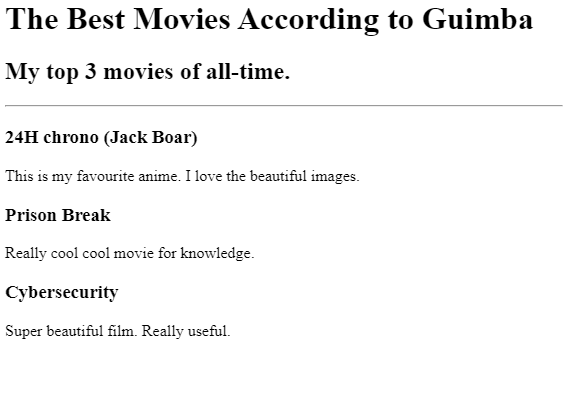 The Best Movies According to Guimba
My top 3 movies of all-time.
24H chrono (Jack Boar)
This is my favourite anime. I love the beautiful images.
Prison Break
Really cool cool movie for knowledge.
Cybersecurity
Super beautiful film. Really useful.